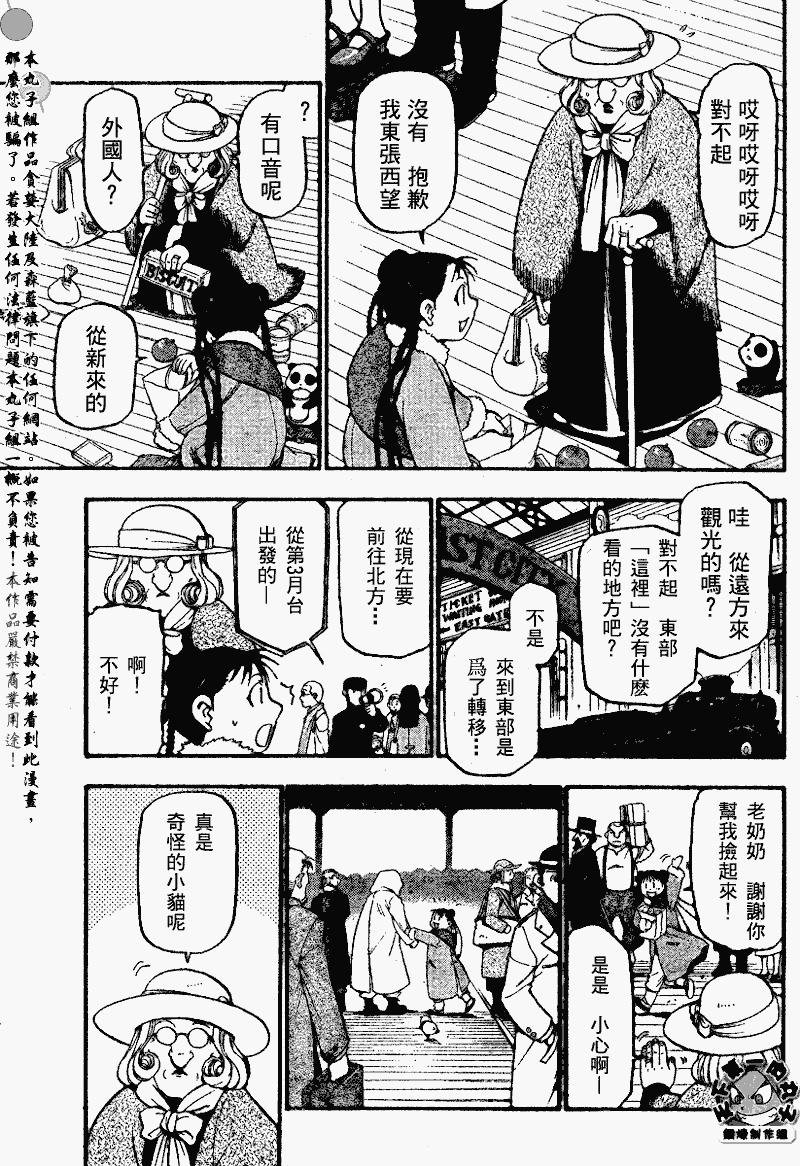 哎呀哎呀哎呀
對不起
沒有 抱歉
我東張西望
?
有口音呢
外國人?
BISCUIT
從新來的
哇 從遠方來
觀光的嗎?
對不起 東部
「這裡」沒有什麼
看的地方吧?
不是
來到東部是
為了轉移…
EAST CITY
TICKET
WAITING ROOM
EAST GATE
從現在要
前往北方…
從第3月台
出發的—
啊!
不好!
老奶奶 謝謝你
幫我撿起來!
是是 小心啊—
真是
奇怪的小貓呢
本丸子組作品貪婪大陸及森藍旗下的伍何網站。如果您被告知需要付款才能看到此漫畫,
那麼您被騙了。若發生伍何法律問題本丸子組一概不負責!本作品嚴禁商業用途!